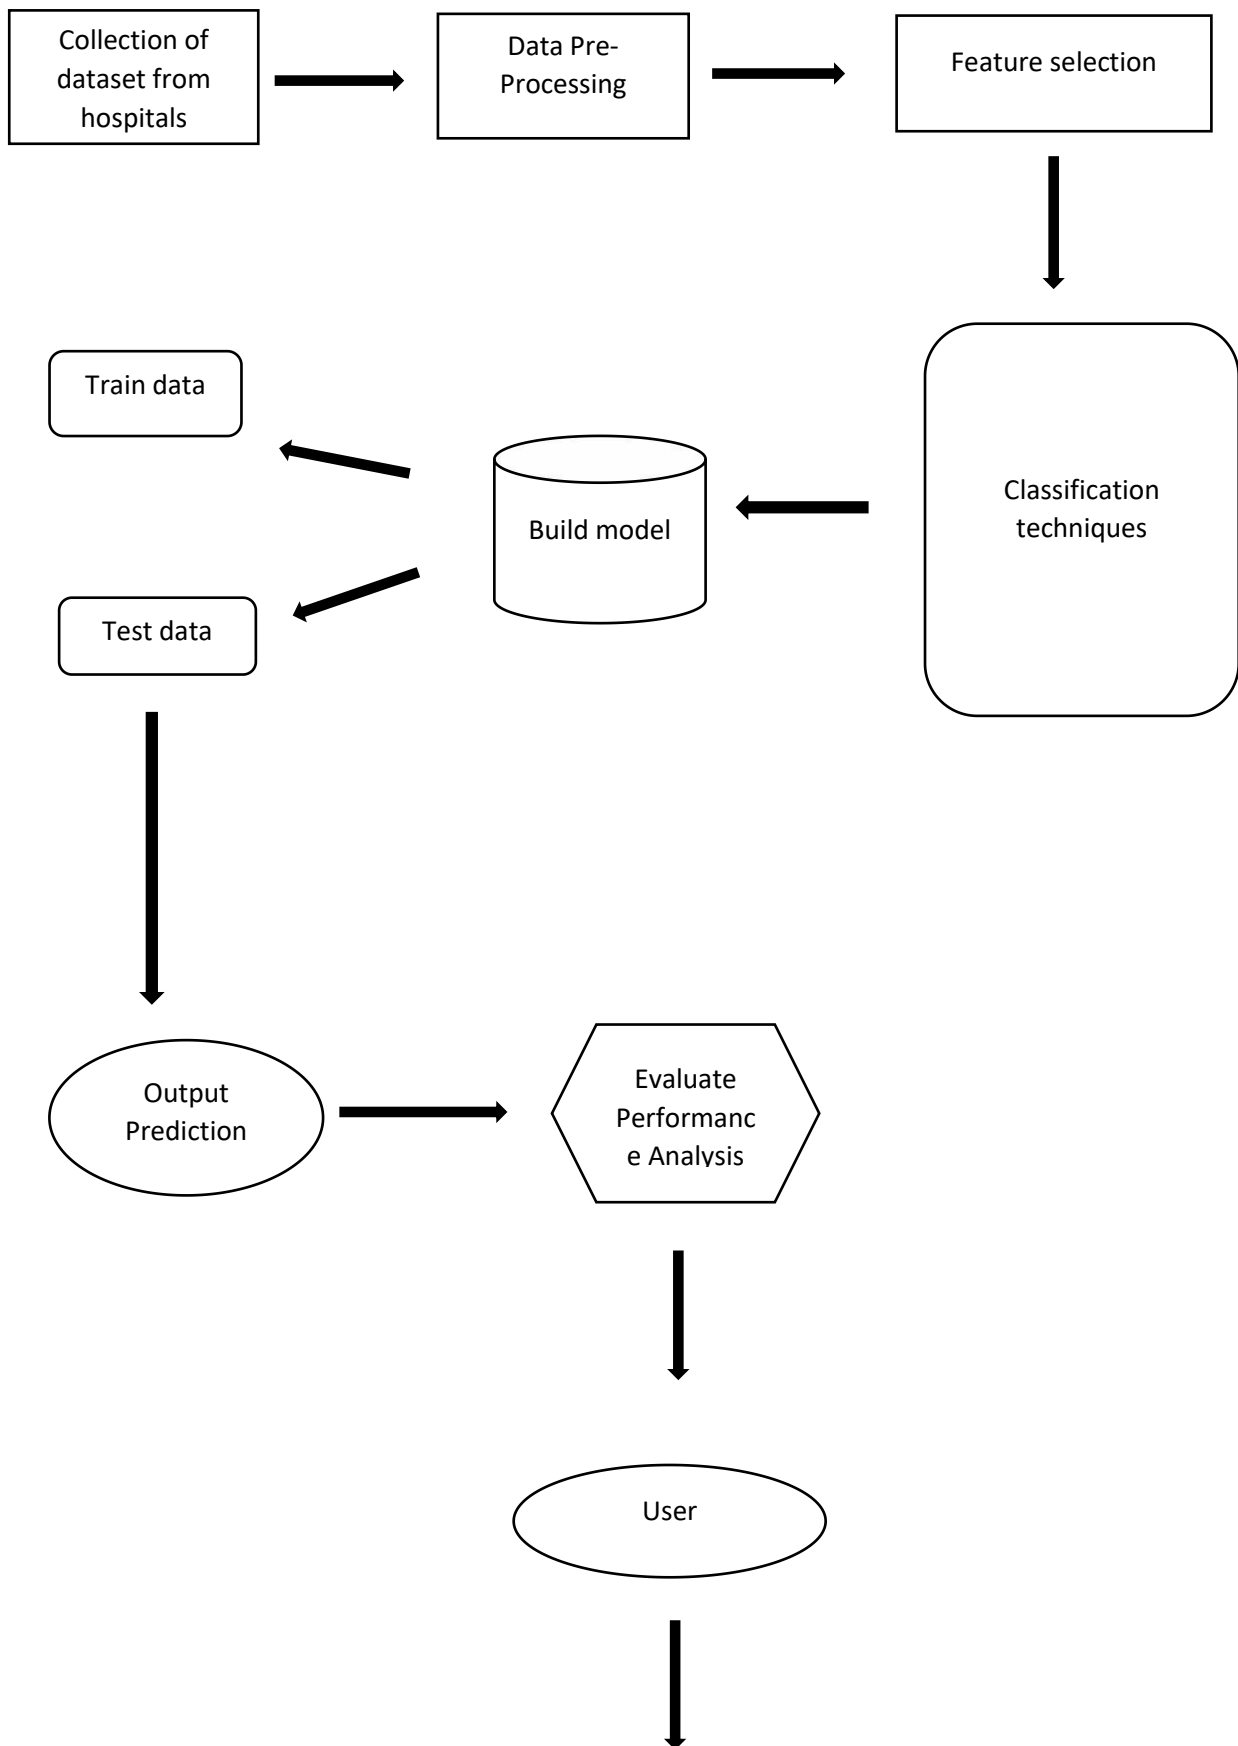 Collection of
dataset from
hospitals
Data Pre-
Processing
Feature selection
Train data
Classification
techniques
Build model
Test data
Output
Prediction
Evaluate
Performanc
e Analysis
User